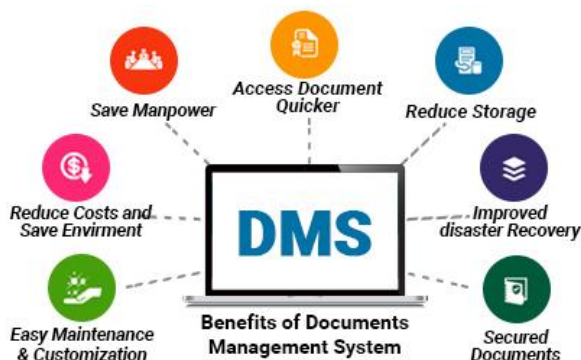 Access Document
Quicker
Save Manpower
Reduce Storage
Reduce Costs and
Save Envirment
DMS
Improved
disaster Recovery
Easy Maintenance
& Customization
Benefits of Documents
Management System
Secured
Documents